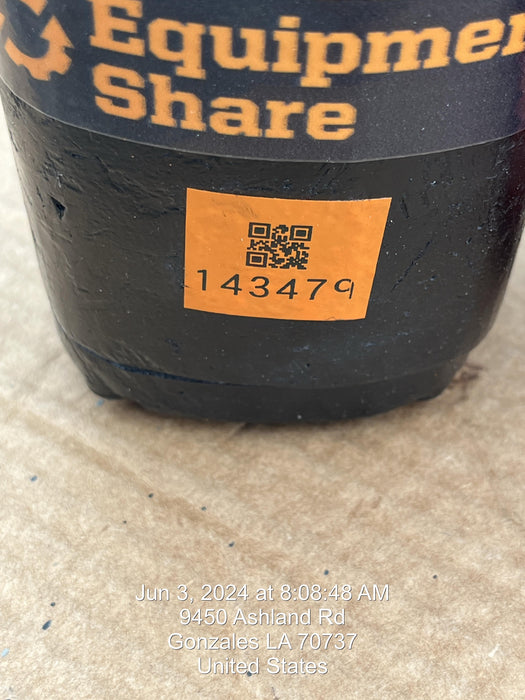 Equipmen
Share
143479
Jun 3, 2024 at 8:08:48 AM
9450 Ashland Rd
Gonzales LA 70737
United States